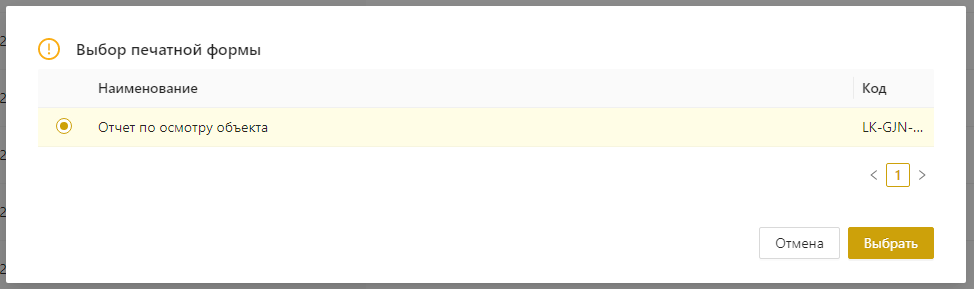 Выбор печатной формы
Наименование Код
Отчет по осмотру объекта LK-GJN-...
1
Отмена Выбрать